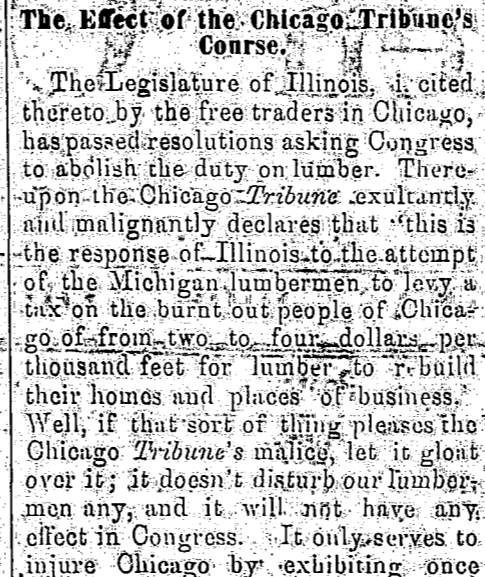 The Effect of the Chicago Tribune's
Course.
The Legislature of Illinois, i cited
thereto by the free traders in Chicago,
has passed resolutions asking Congress
to abolish the duty on lumber. There-
upon the Chicago Tribune exultantly
and malignantly declares that "this is
the response of Illinois to the attempt
of the Michigan lumbermen to levy a
tax on the burnt out people of Chica-
go of from two to four dollars per
thousand feet for lumber to rebuild
their homes and places of business.
Well, if that sort of thing pleases the
Chicago Tribune's malice, let it gloat
over it; it doesn't disturb our lumber-
men any, and it will not have any
effect in Congress. It only serves to
injure Chicago by exhibiting once